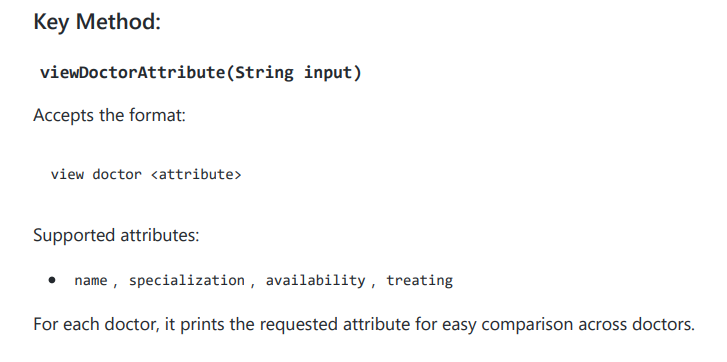 Key Method:
viewDoctorAttribute(String input)
Accepts the format:
view doctor <attribute>
Supported attributes:
• name , specialization , availability , treating
For each doctor, it prints the requested attribute for easy comparison across doctors.